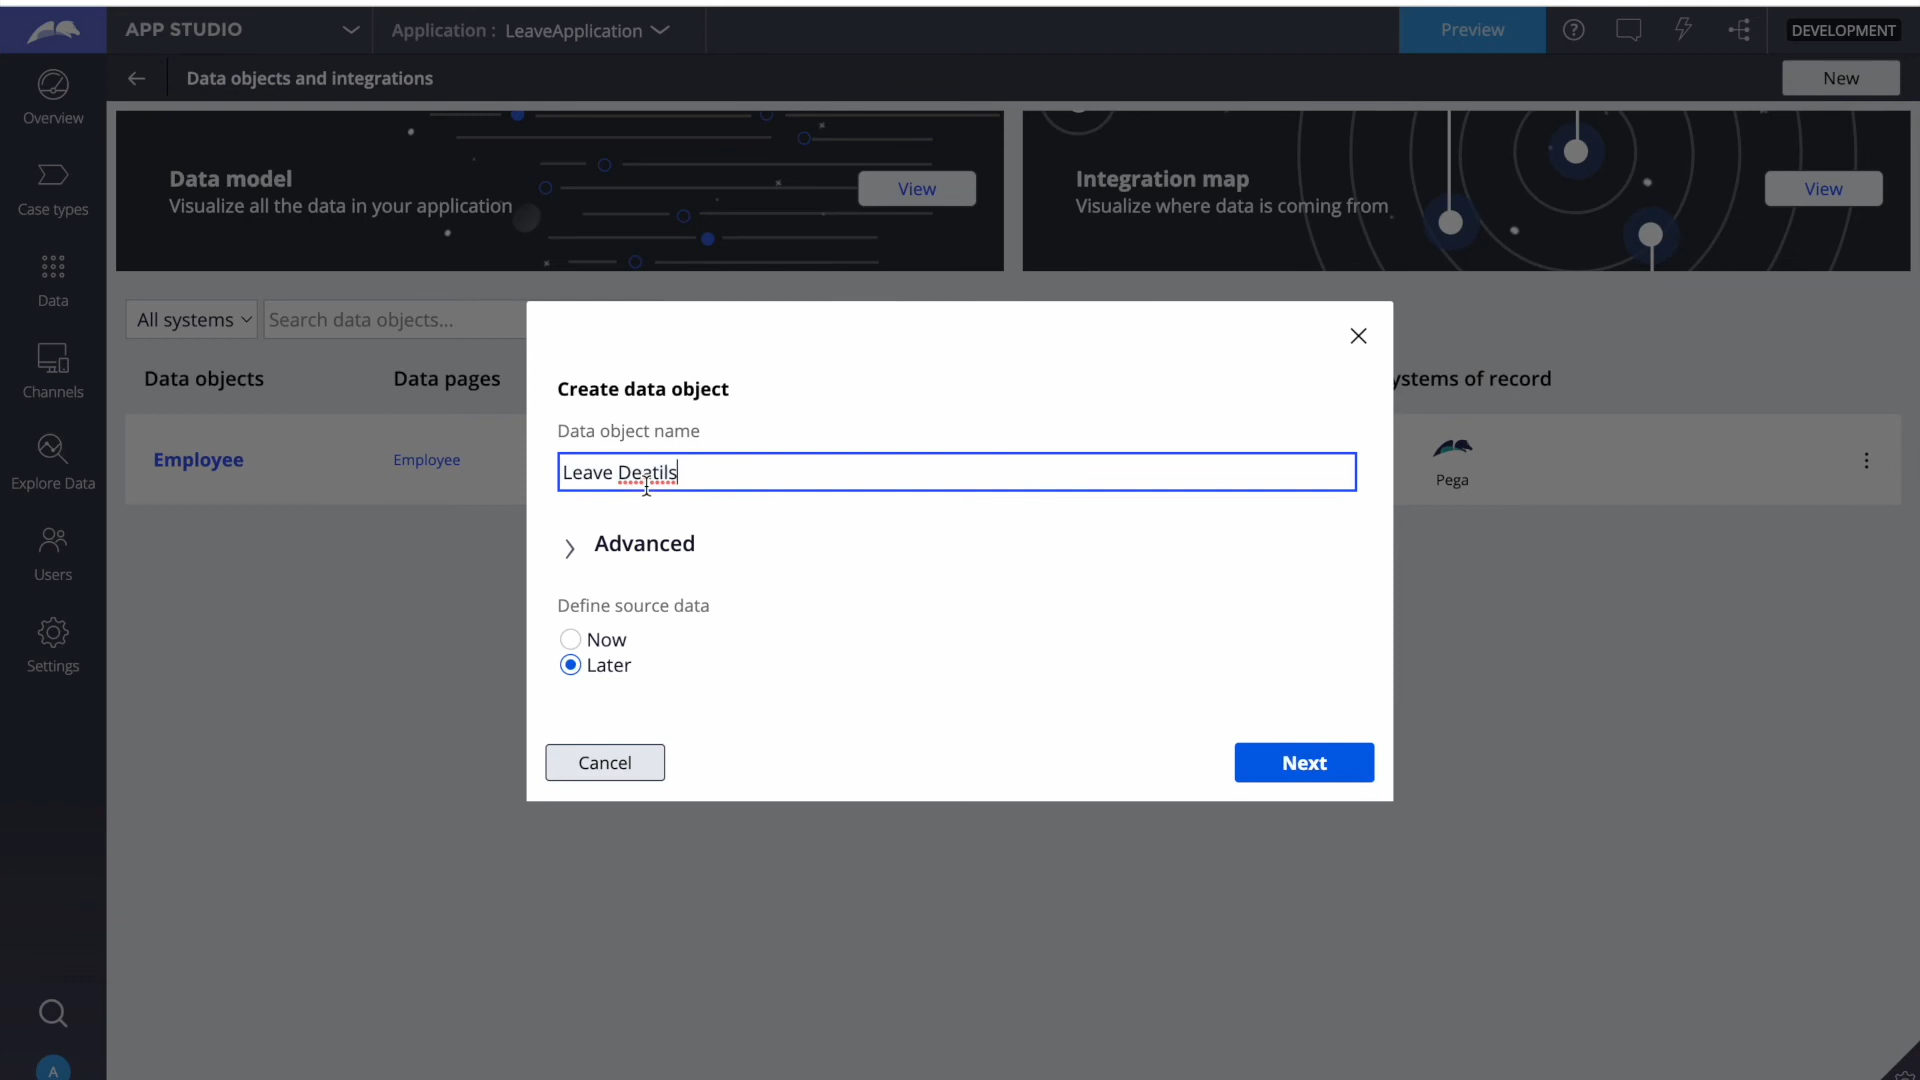 APP STUDIO
Application : LeaveApplication
Preview
DEVELOPMENT
Data objects and integrations
New
Overview
Case types
Data
Channels
Explore Data
Users
Settings
A
Data model
Visualize all the data in your application
View
Integration map
Visualize where data is coming from
View
All systems
Search data objects...
Data objects
Data pages
ystems of record
Employee
Employee
Pega
Create data object
Data object name
Leave Deatils
Advanced
Define source data
Now
Later
Cancel
Next